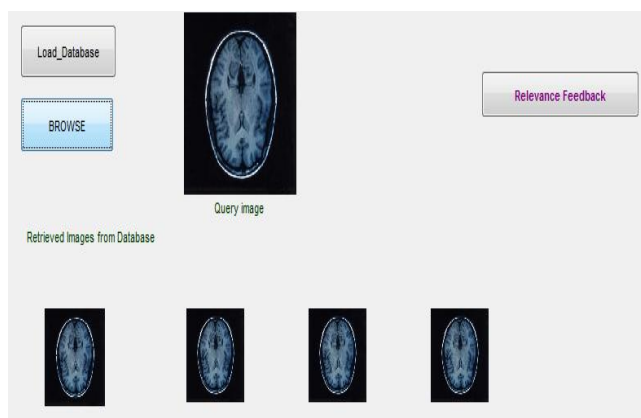 Load_Database
BROWSE
Relevance Feedback
Query image
Retrieved Images from Database